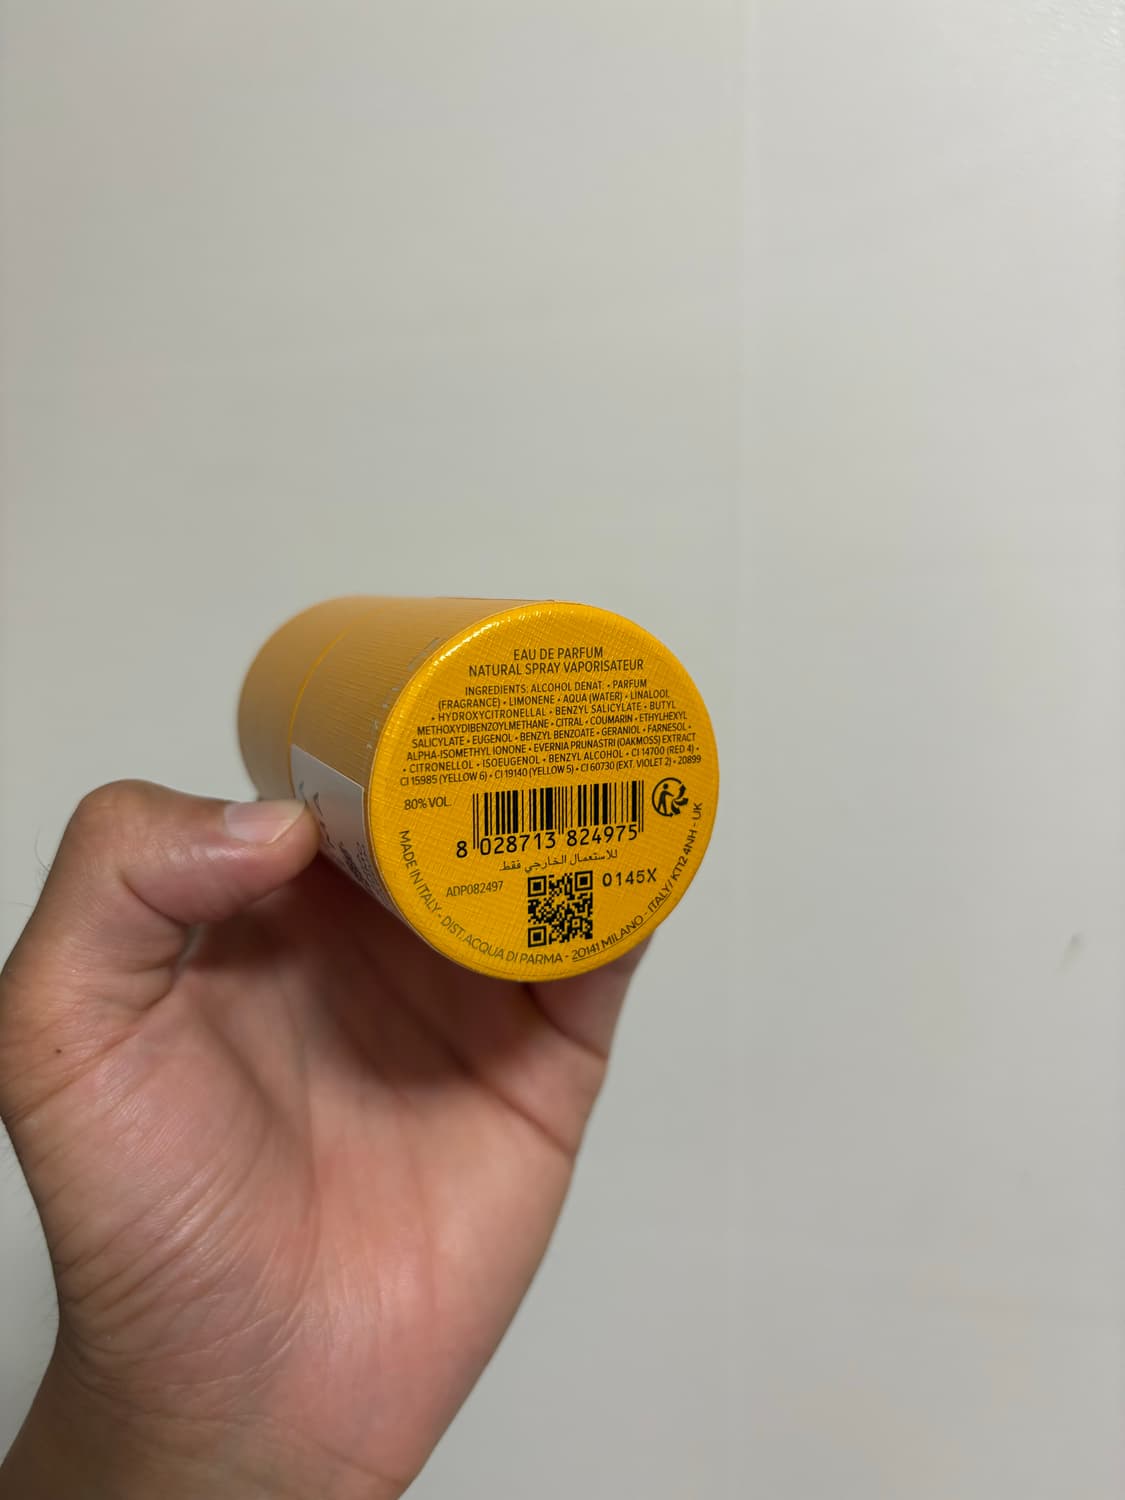 EAU DE PARFUM
NATURAL SPRAY VAPORISATEUR
INGREDIENTS: ALCOHOL DENAT. • PARFUM
(FRAGRANCE) • LIMONENE • AQUA (WATER) • LINALOOL
• HYDROXYCITRONELLAL • BENZYL SALICYLATE • BUTYL
METHOXYDIBENZOYLMETHANE • CITRAL • COUMARIN • ETHYLHEXYL
SALICYLATE • EUGENOL • BENZYL BENZOATE • GERANIOL • FARNESOL •
ALPHA-ISOMETHYL IONONE • EVERNIA PRUNASTRI (OAKMOSS) EXTRACT
• CITRONELLOL • ISOEUGENOL • BENZYL ALCOHOL • CI 14700 (RED 4) •
CI 15985 (YELLOW 6) • CI 19140 (YELLOW 5) • CI 60730 (EXT. VIOLET 2) • 20899
80% VOL.
8 028713 824975
للاستعمال الخارجي فقط
ADP082497
0145X
MADE IN ITALY - DIST. ACQUA DI PARMA - 20141 MILANO - ITALY/ KT12 4NH - UK